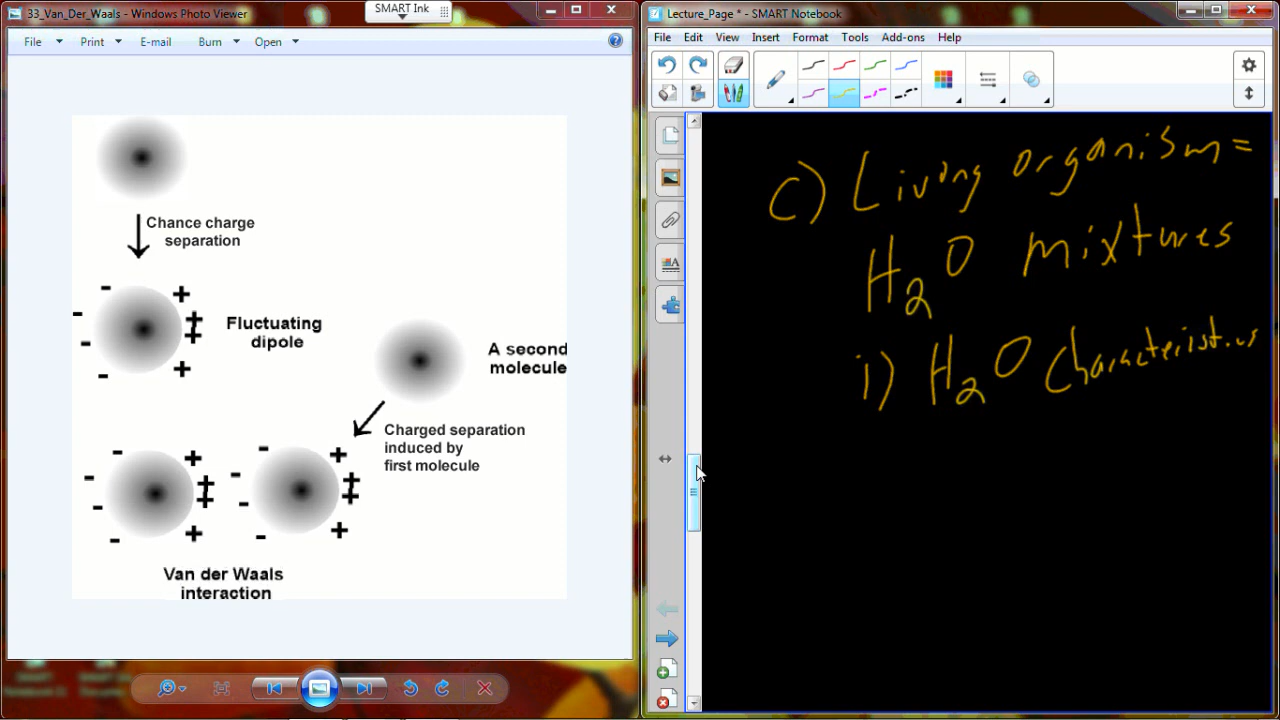 33_Van_Der_Waals - Windows Photo Viewer
SMART Ink
File Print E-mail Burn Open
Chance charge
separation
Fluctuating
dipole
A second
molecule
Charged separation
induced by
first molecule
Van der Waals
interaction
Lecture_Page * - SMART Notebook
File Edit View Insert Format Tools Add-ons Help
c) Living organism =
H2O mixtures
i) H2O characteristics